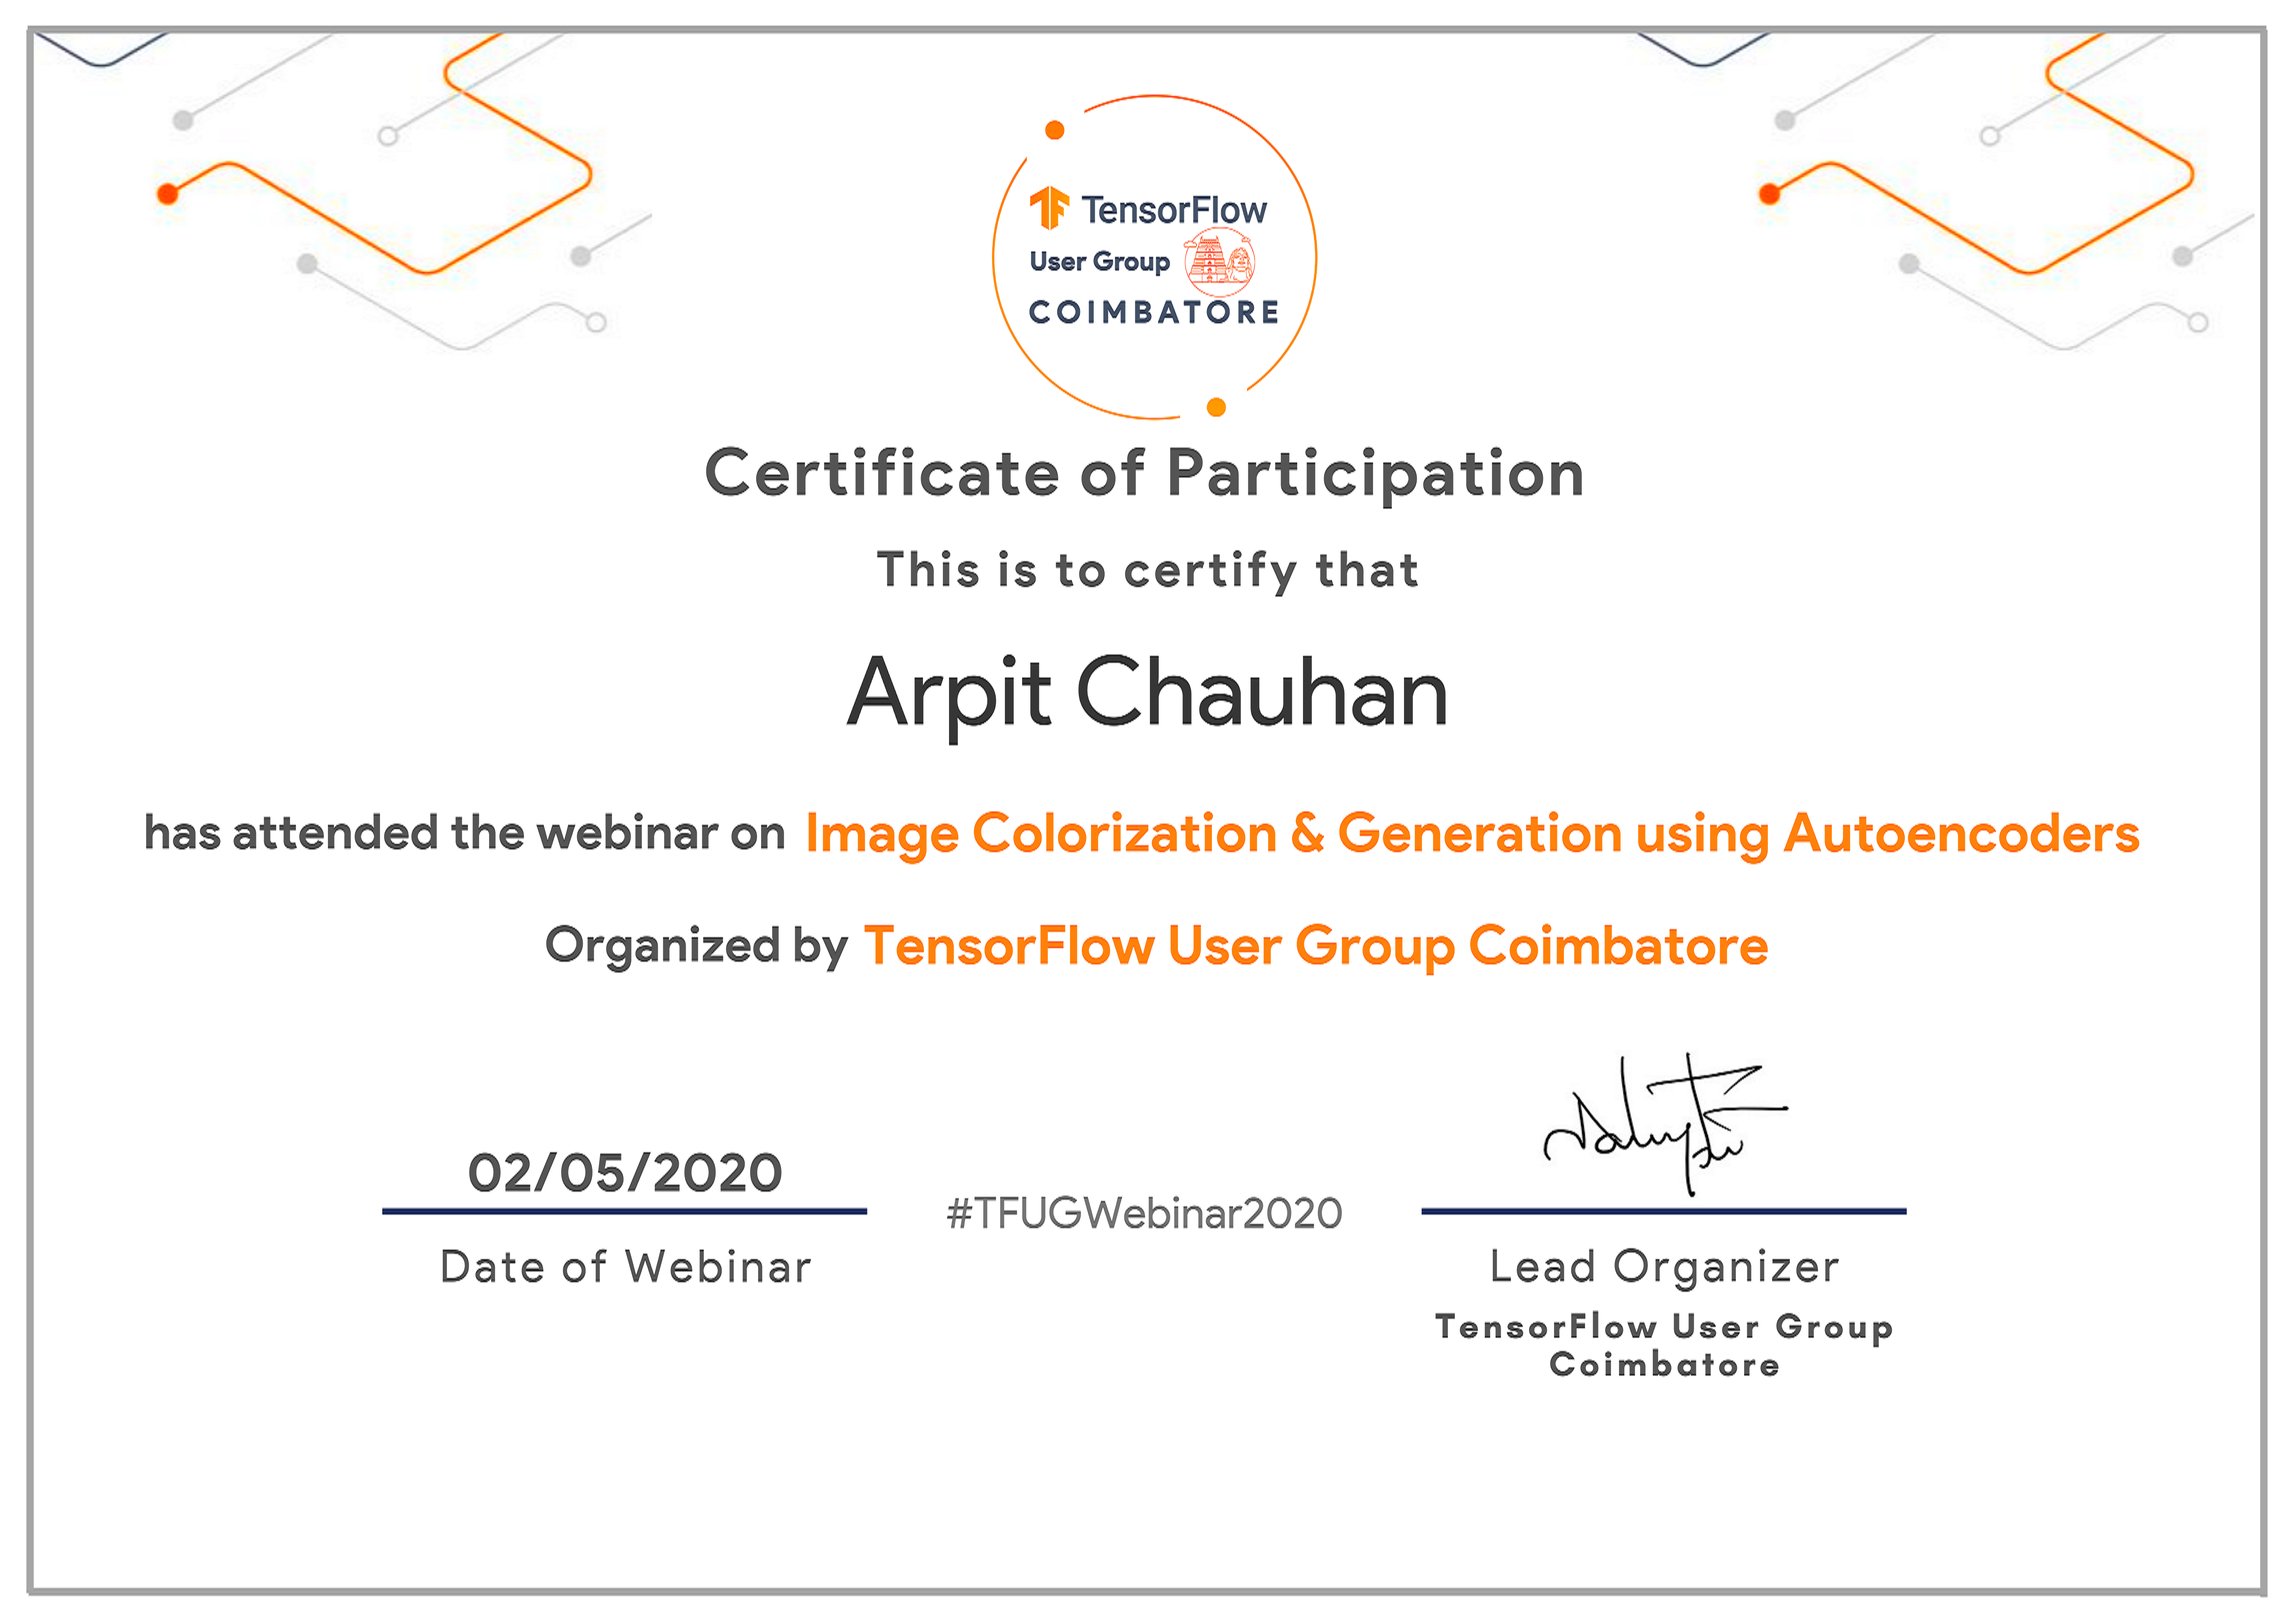 TensorFlow
User Group
COIMBATORE
Certificate of Participation
This is to certify that
Arpit Chauhan
has attended the webinar on Image Colorization & Generation using Autoencoders
Organized by TensorFlow User Group Coimbatore
02/05/2020
#TFUGWebinar2020
Date of Webinar
Lead Organizer
TensorFlow User Group
Coimbatore